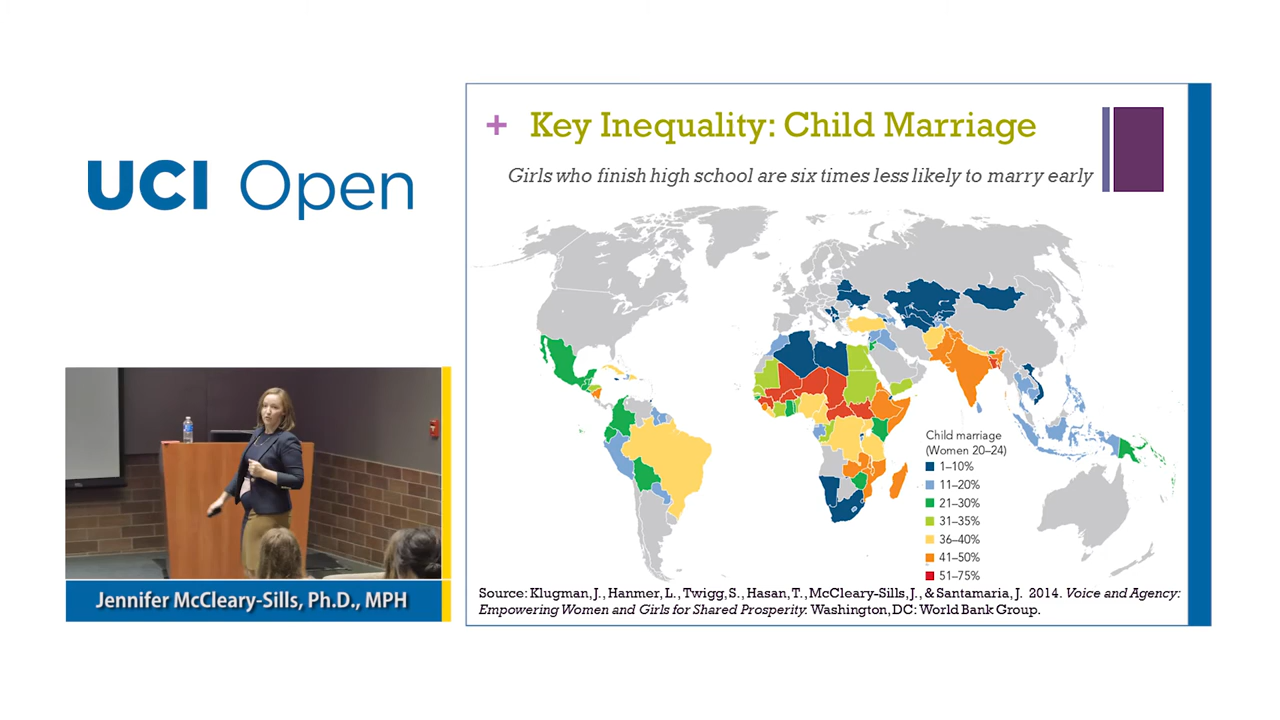 UCI Open
Jennifer McCleary-Sills, Ph.D., MPH
+ Key Inequality: Child Marriage
Girls who finish high school are six times less likely to marry early
Child marriage
(Women 20–24)
1–10%
11–20%
21–30%
31–35%
36–40%
41–50%
51–75%
Source: Klugman, J., Hanmer, L., Twigg, S., Hasan, T., McCleary-Sills, J., & Santamaria, J. 2014. Voice and Agency:
Empowering Women and Girls for Shared Prosperity. Washington, DC: World Bank Group.